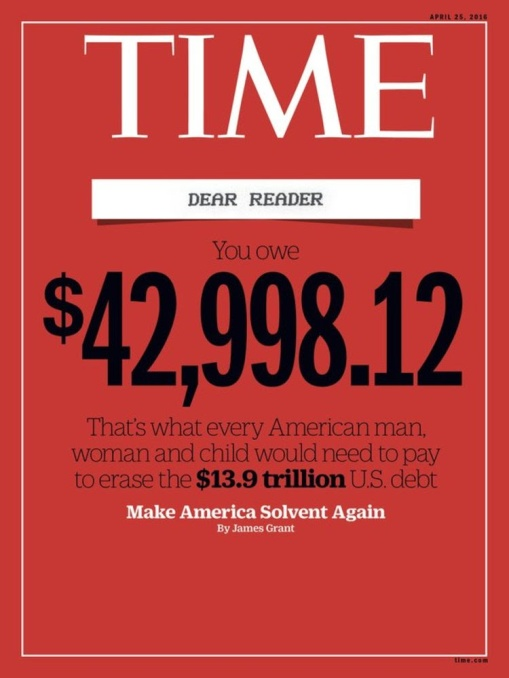 APRIL 25, 2016
TIME
DEAR READER
You owe
$42,998.12
That's what every American man,
woman and child would need to pay
to erase the $13.9 trillion U.S. debt
Make America Solvent Again
By James Grant
time.com